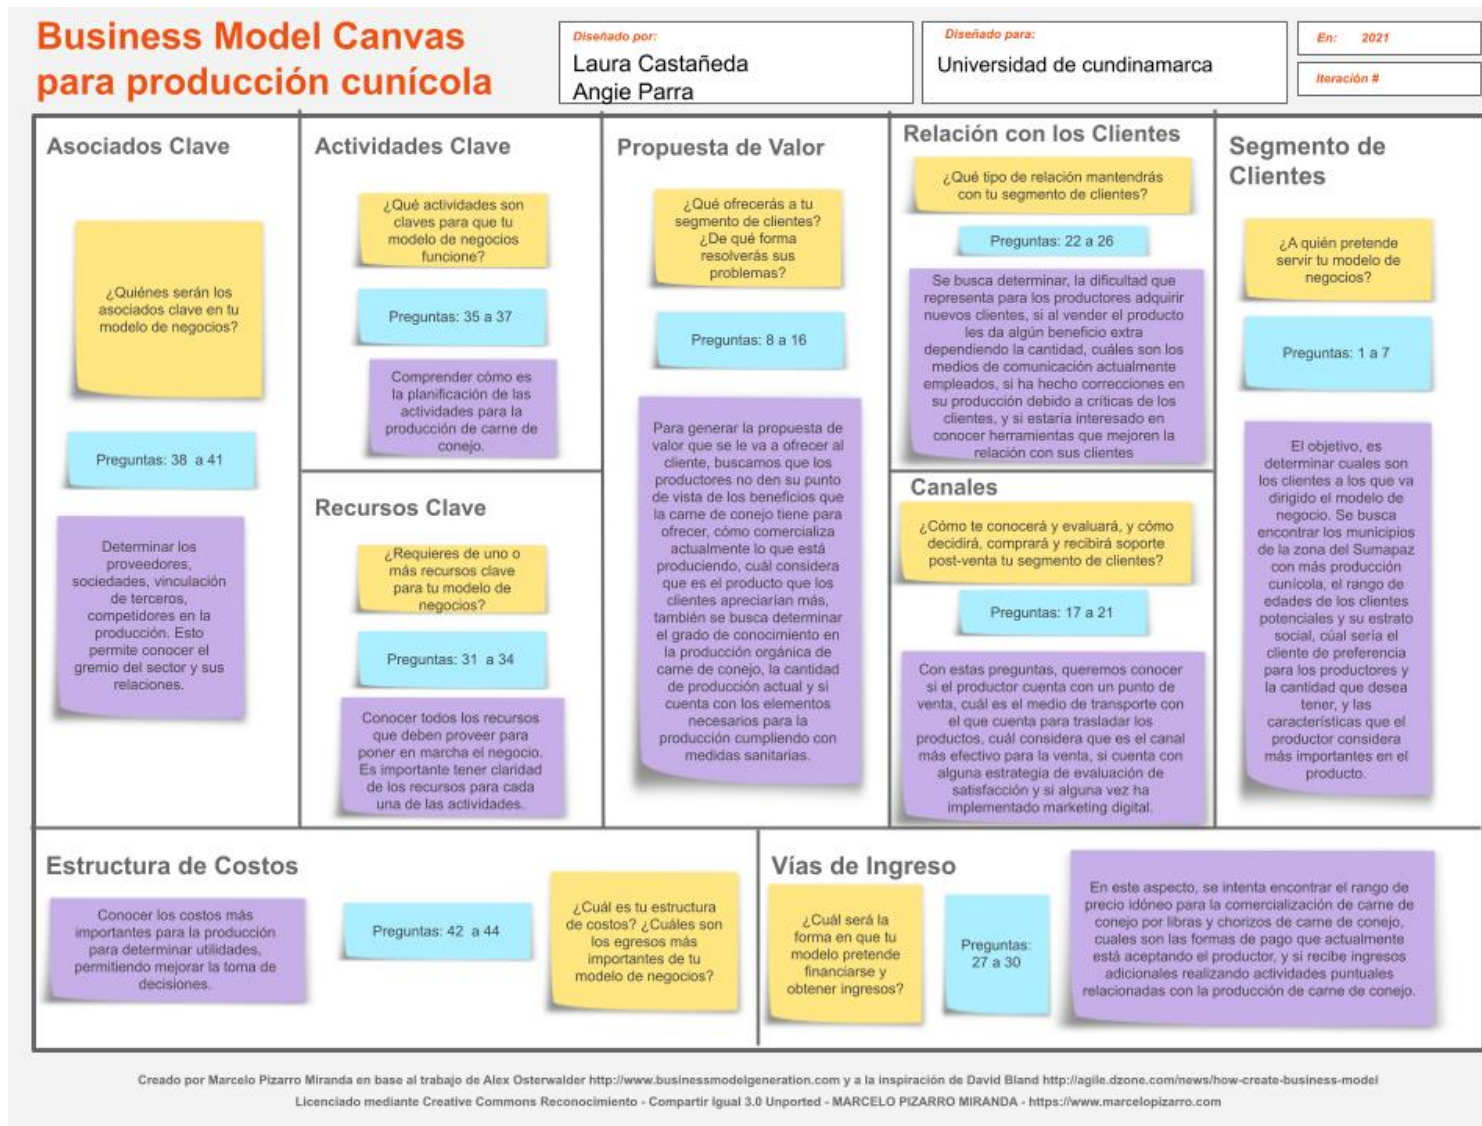 Business Model Canvas
para producción cunícola
Diseñado por:
Laura Castañeda
Angie Parra
Diseñado para:
Universidad de cundinamarca
En: 2021
Iteración #
Asociados Clave
¿Quiénes serán los
asociados clave en tu
modelo de negocios?
Preguntas: 38 a 41
Determinar los
proveedores,
sociedades, vinculación
de terceros,
competidores en la
producción. Esto
permite conocer el
gremio del sector y sus
relaciones.
Actividades Clave
¿Qué actividades son
claves para que tu
modelo de negocios
funcione?
Preguntas: 35 a 37
Comprender cómo es
la planificación de las
actividades para la
producción de carne de
conejo.
Recursos Clave
¿Requieres de uno o
más recursos clave
para tu modelo de
negocios?
Preguntas: 31 a 34
Conocer todos los recursos
que deben proveer para
poner en marcha el negocio.
Es importante tener claridad
de los recursos para cada
una de las actividades.
Propuesta de Valor
¿Qué ofrecerás a tu
segmento de clientes?
¿De qué forma
resolverás sus
problemas?
Preguntas: 8 a 16
Para generar la propuesta de
valor que se le va a ofrecer al
cliente, buscamos que los
productores no den su punto
de vista de los beneficios que
la carne de conejo tiene para
ofrecer, cómo comercializa
actualmente lo que está
produciendo, cuál considera
que es el producto que los
clientes apreciarían más,
también se busca determinar
el grado de conocimiento en
la producción orgánica de
carne de conejo, la cantidad
de producción actual y si
cuenta con los elementos
necesarios para la
producción cumpliendo con
medidas sanitarias.
Relación con los Clientes
¿Qué tipo de relación mantendrás
con tu segmento de clientes?
Preguntas: 22 a 26
Se busca determinar, la dificultad que
representa para los productores adquirir
nuevos clientes, si al vender el producto
les da algún beneficio extra
dependiendo la cantidad, cuáles son los
medios de comunicación actualmente
empleados, si ha hecho correcciones en
su producción debido a críticas de los
clientes, y si estaría interesado en
conocer herramientas que mejoren la
relación con sus clientes
Canales
¿Cómo te conocerá y evaluará, y cómo
decidirá, comprará y recibirá soporte
post-venta tu segmento de clientes?
Preguntas: 17 a 21
Con estas preguntas, queremos conocer
si el productor cuenta con un punto de
venta, cuál es el medio de transporte con
el que cuenta para trasladar los
productos, cuál considera que es el canal
más efectivo para la venta, si cuenta con
alguna estrategia de evaluación de
satisfacción y si alguna vez ha
implementado marketing digital.
Segmento de
Clientes
¿A quién pretende
servir tu modelo de
negocios?
Preguntas: 1 a 7
El objetivo, es
determinar cuales son
los clientes a los que va
dirigido el modelo de
negocio. Se busca
encontrar los municipios
de la zona del Sumapaz
con más producción
cunícola, el rango de
edades de los clientes
potenciales y su estrato
social, cúal sería el
cliente de preferencia
para los productores y
la cantidad que desea
tener, y las
características que el
productor considera
más importantes en el
producto.
Estructura de Costos
Conocer los costos más
importantes para la producción
para determinar utilidades,
permitiendo mejorar la toma de
decisiones.
Preguntas: 42 a 44
¿Cuál es tu estructura
de costos? ¿Cuáles son
los egresos más
importantes de tu
modelo de negocios?
Vías de Ingreso
¿Cuál será la
forma en que tu
modelo pretende
financiarse y
obtener ingresos?
Preguntas:
27 a 30
En este aspecto, se intenta encontrar el rango de
precio idóneo para la comercialización de carne de
conejo por libras y chorizos de carne de conejo,
cuales son las formas de pago que actualmente
está aceptando el productor, y si recibe ingresos
adicionales realizando actividades puntuales
relacionadas con la producción de carne de conejo.
Creado por Marcelo Pizarro Miranda en base al trabajo de Alex Osterwalder http://www.businessmodelgeneration.com y a la inspiración de David Bland http://agile.dzone.com/news/how-create-business-model
Licenciado mediante Creative Commons Reconocimiento - Compartir Igual 3.0 Unported - MARCELO PIZARRO MIRANDA - https://www.marcelopizarro.com